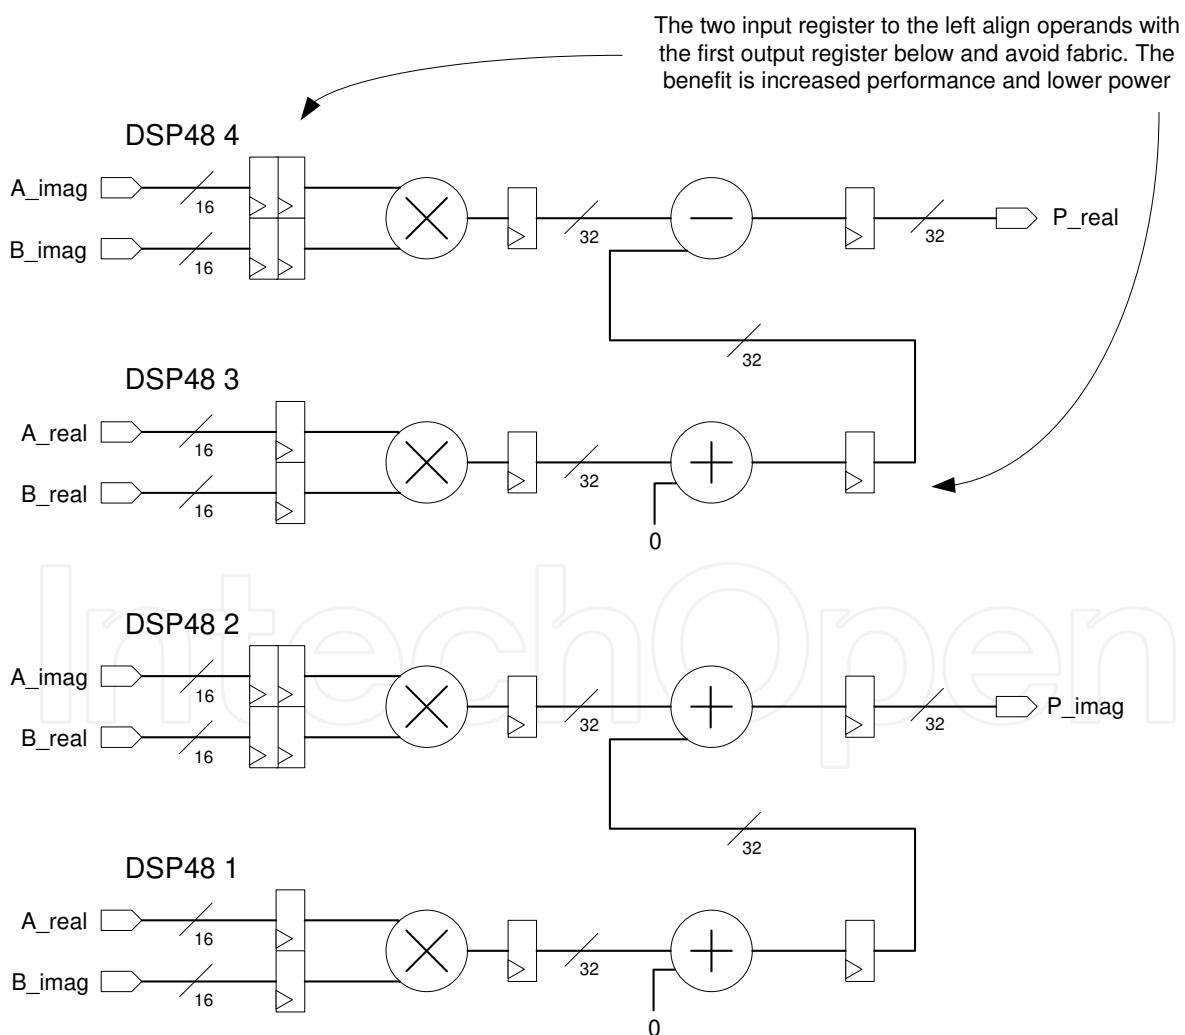 The two input register to the left align operands with
the first output register below and avoid fabric. The
benefit is increased performance and lower power
DSP48 4
A_imag
16
B_imag
16
32
32
P_real
32
DSP48 3
A_real
16
B_real
16
32
0
DSP48 2
A_imag
16
B_real
16
32
32
P_imag
32
DSP48 1
A_real
16
B_imag
16
32
0
IntechOpen